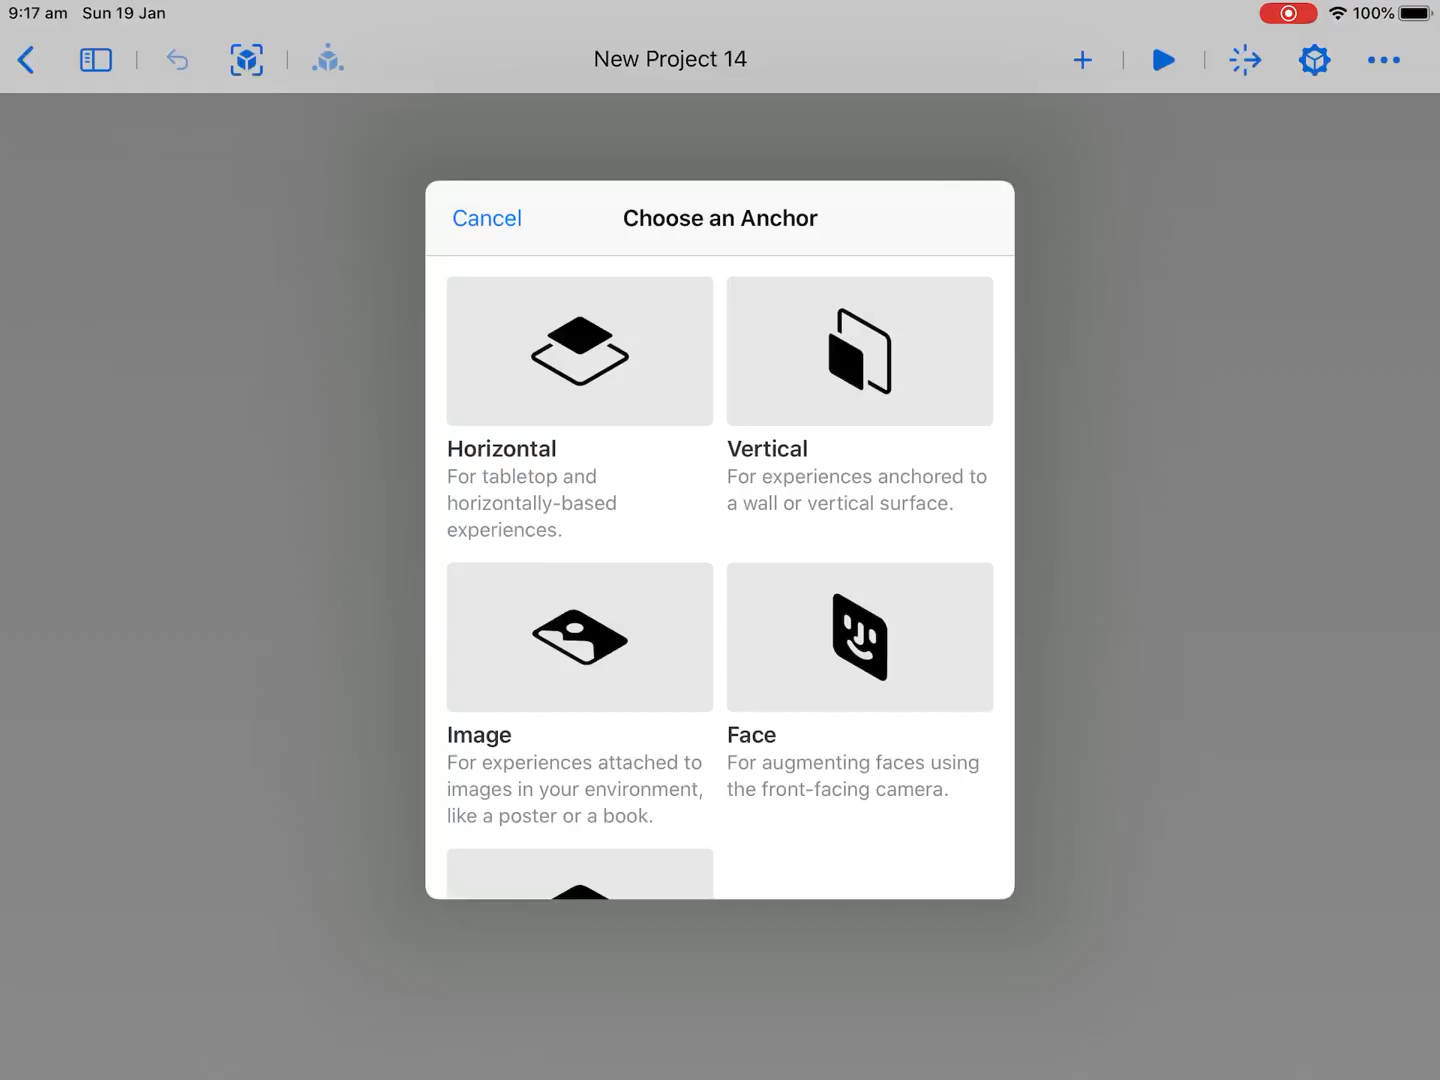 9:17 am Sun 19 Jan
100%
New Project 14
Cancel
Choose an Anchor
Horizontal
For tabletop and
horizontally-based
experiences.
Vertical
For experiences anchored to
a wall or vertical surface.
Image
For experiences attached to
images in your environment,
like a poster or a book.
Face
For augmenting faces using
the front-facing camera.